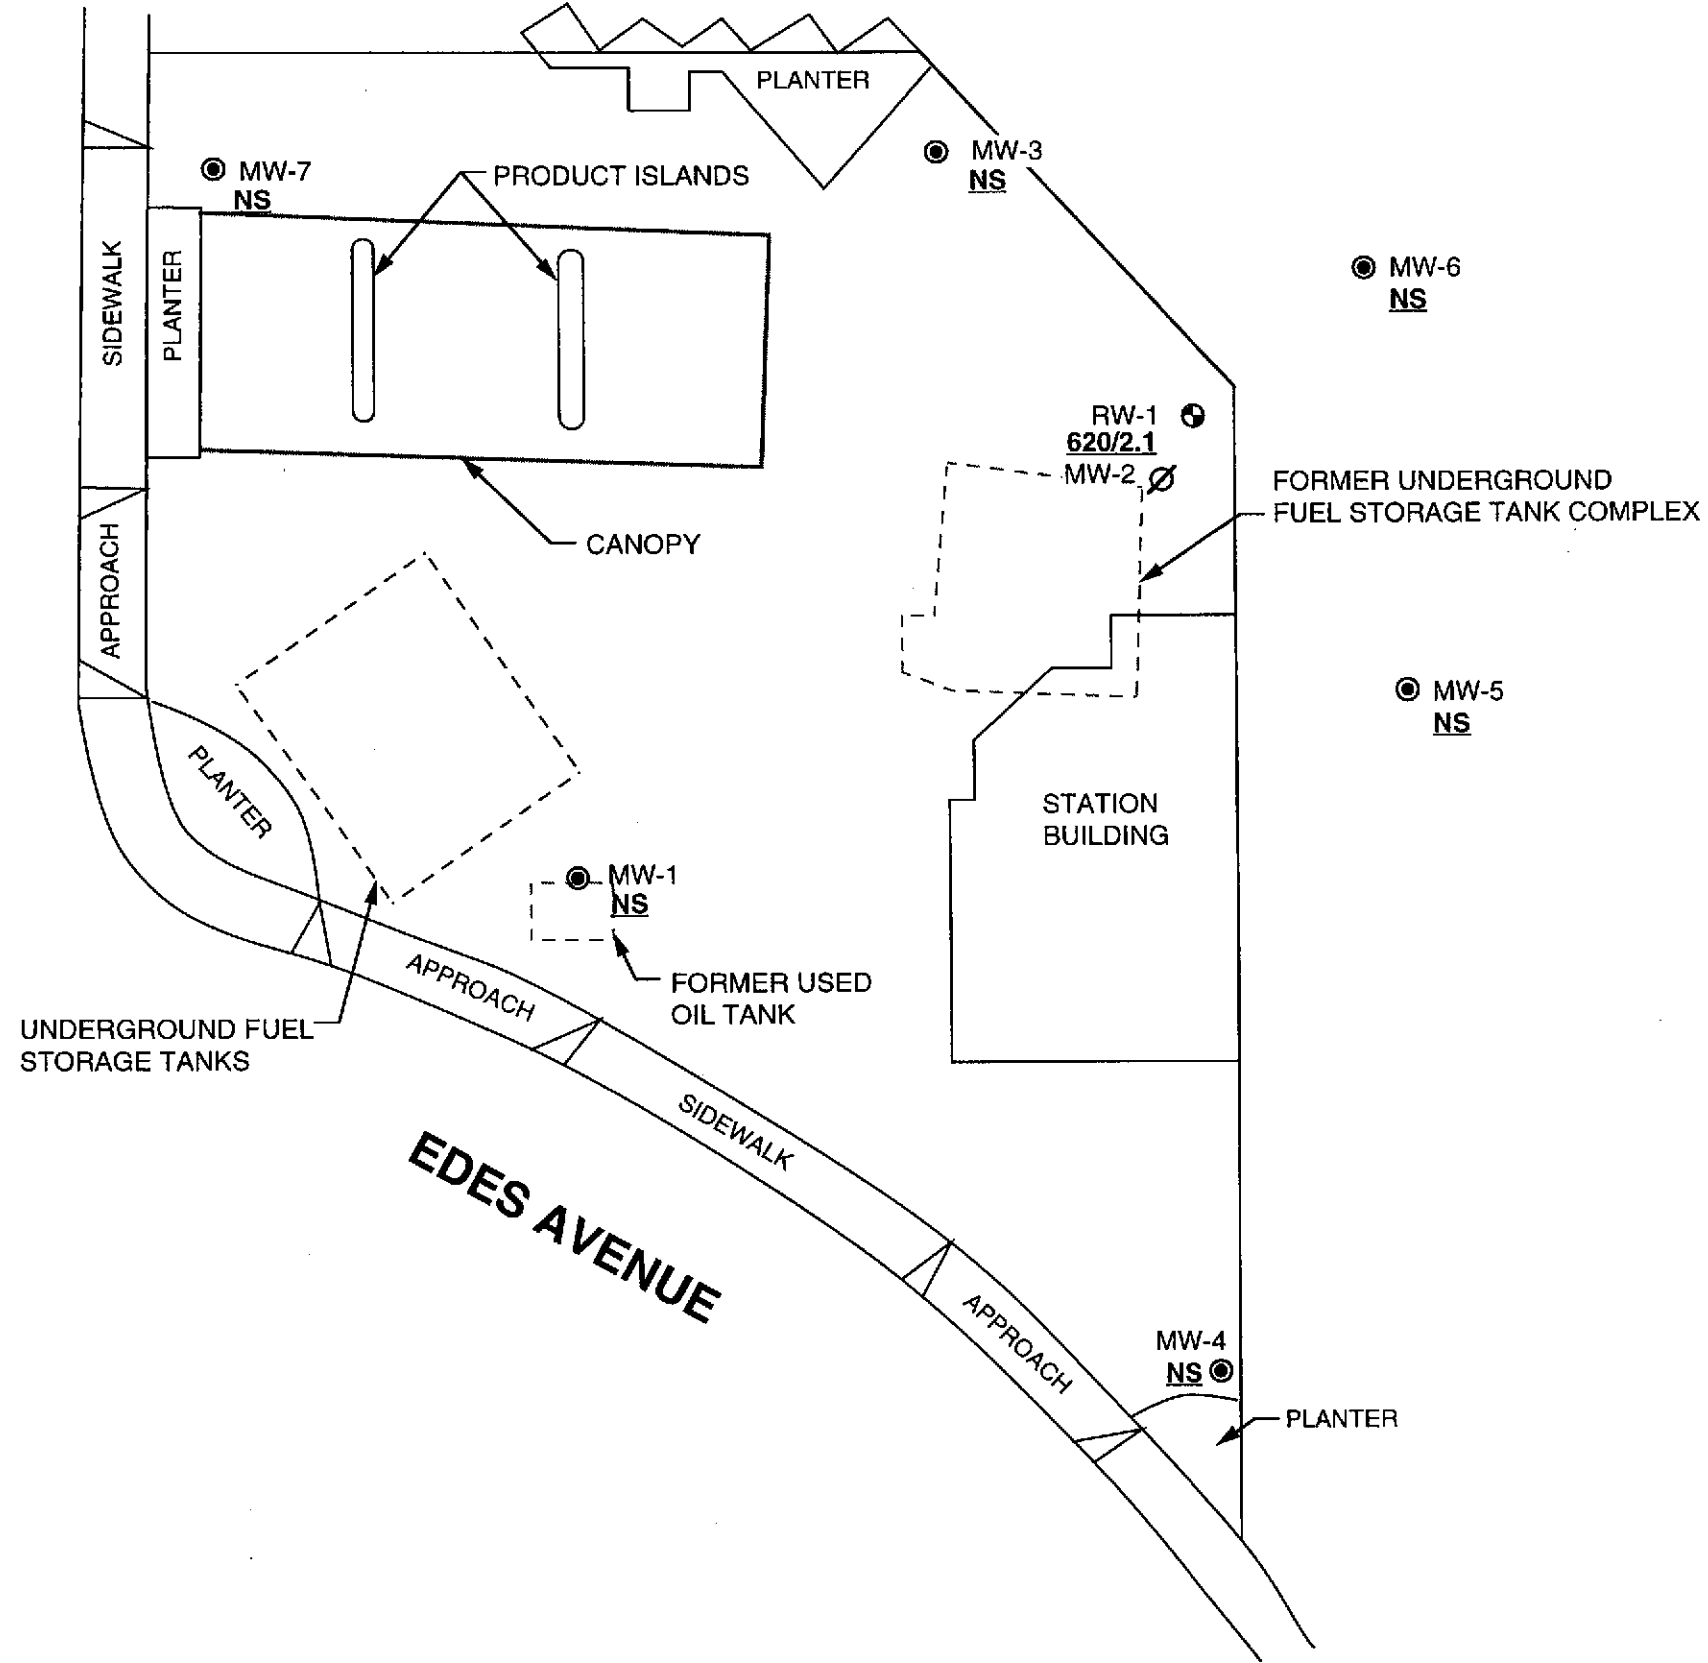 PLANTER
MW-3
NS
MW-7
NS
PRODUCT ISLANDS
SIDEWALK
PLANTER
MW-6
NS
RW-1
620/2.1
MW-2
FORMER UNDERGROUND
FUEL STORAGE TANK COMPLEX
CANOPY
APPROACH
MW-5
NS
PLANTER
STATION
BUILDING
MW-1
NS
APPROACH
FORMER USED
OIL TANK
UNDERGROUND FUEL
STORAGE TANKS
SIDEWALK
EDES AVENUE
APPROACH
MW-4
NS
PLANTER